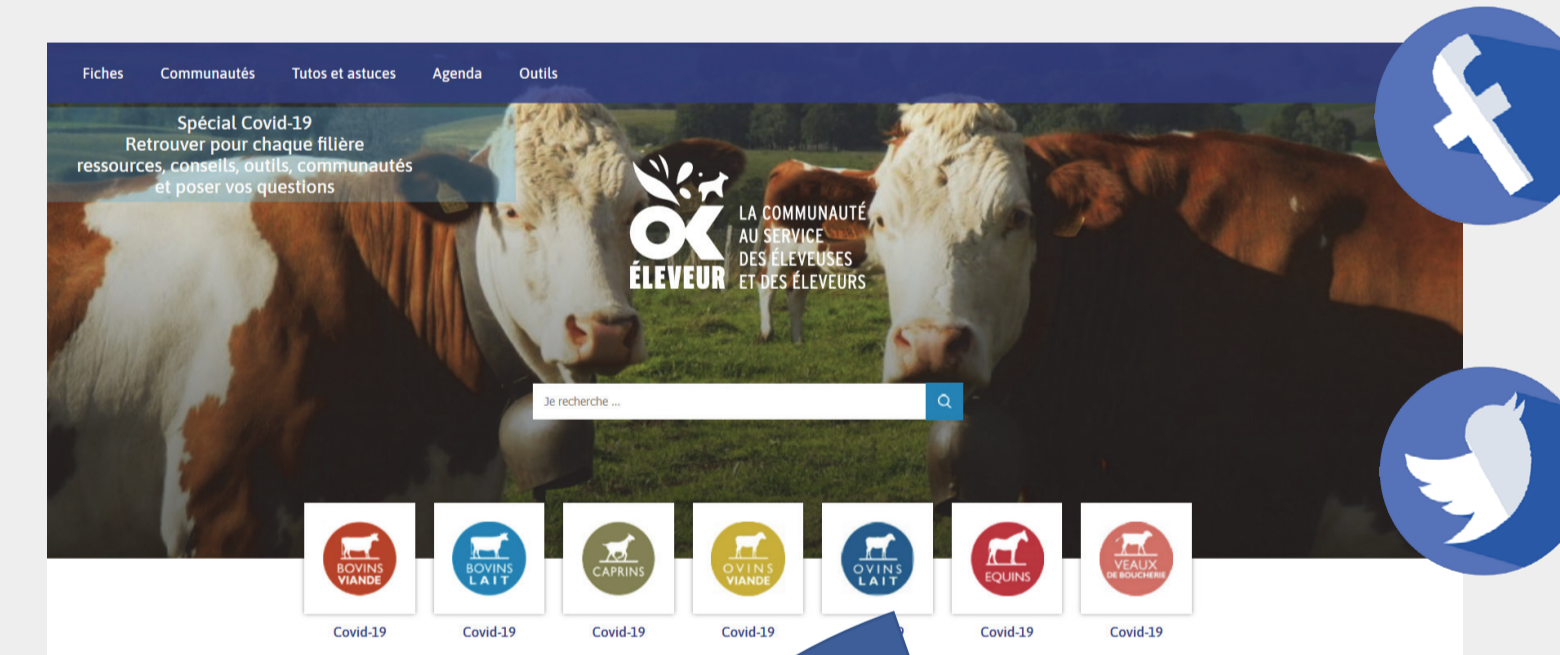 Fiches Communautés Tutos et astuces Agenda Outils
Spécial Covid-19
Retrouver pour chaque filière
ressources, conseils, outils, communautés
et poser vos questions
OK
ÉLEVEUR
LA COMMUNAUTÉ
AU SERVICE
DES ÉLEVEUSES
ET DES ÉLEVEURS
Je recherche ...
BOVINS
VIANDE
BOVINS
LAIT
CAPRINS
OVINS
VIANDE
OVINS
LAIT
EQUINS
VEAUX
DE BOUCHERIE
Covid-19 Covid-19 Covid-19 Covid-19 Covid-19 Covid-19